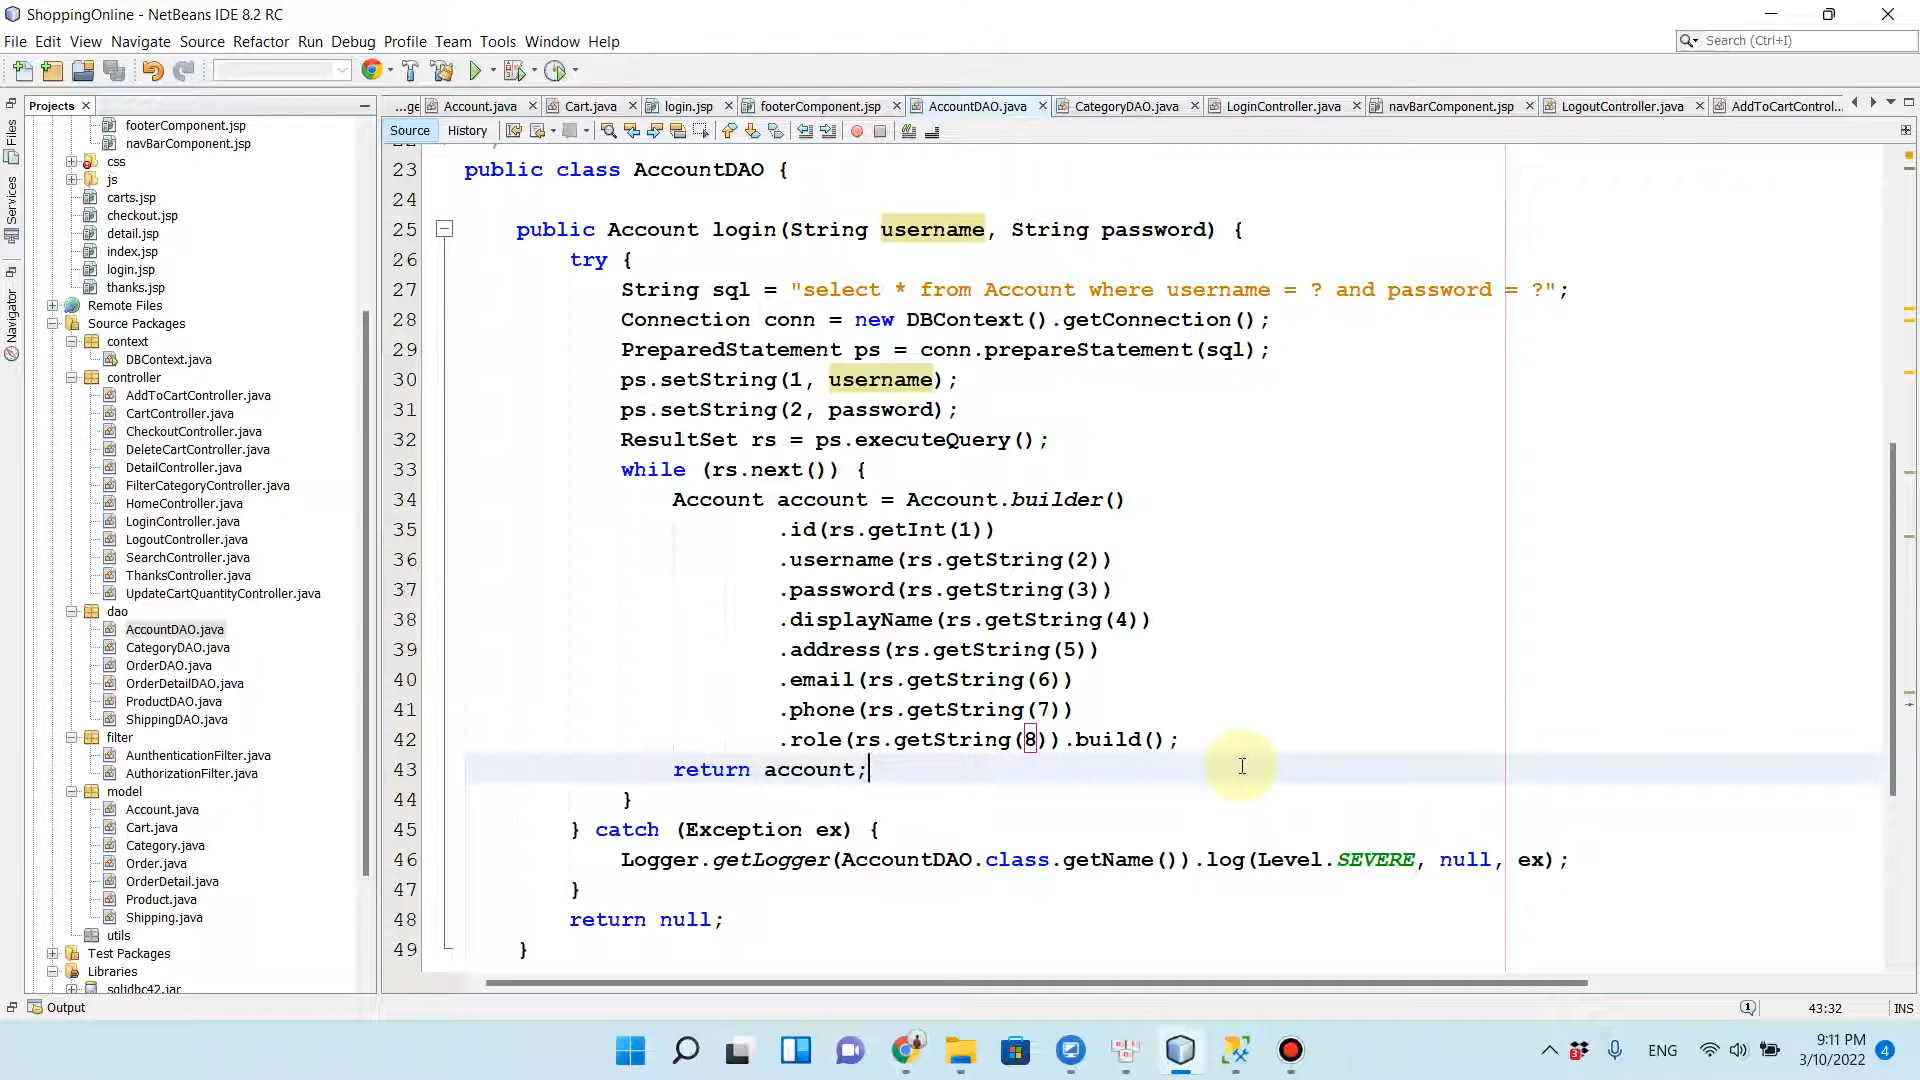 ShoppingOnline - NetBeans IDE 8.2 RC
File Edit View Navigate Source Refactor Run Debug Profile Team Tools Window Help
Search (Ctrl+I)
Projects
...ge Account.java Cart.java login.jsp footerComponent.jsp AccountDAO.java CategoryDAO.java LoginController.java navBarComponent.jsp LogoutController.java AddToCartControl...
Source History
Files
Services
Navigator
footerComponent.jsp
navBarComponent.jsp
css
js
carts.jsp
checkout.jsp
detail.jsp
index.jsp
login.jsp
thanks.jsp
Remote Files
Source Packages
context
DBContext.java
controller
AddToCartController.java
CartController.java
CheckoutController.java
DeleteCartController.java
DetailController.java
FilterCategoryController.java
HomeController.java
LoginController.java
LogoutController.java
SearchController.java
ThanksController.java
UpdateCartQuantityController.java
dao
AccountDAO.java
CategoryDAO.java
OrderDAO.java
OrderDetailDAO.java
ProductDAO.java
ShippingDAO.java
filter
AunthenticationFilter.java
AuthorizationFilter.java
model
Account.java
Cart.java
Category.java
Order.java
OrderDetail.java
Product.java
Shipping.java
utils
Test Packages
Libraries
sqljdbc42.jar
23 public class AccountDAO {
24
25 public Account login(String username, String password) {
26 try {
27 String sql = "select * from Account where username = ? and password = ?";
28 Connection conn = new DBContext().getConnection();
29 PreparedStatement ps = conn.prepareStatement(sql);
30 ps.setString(1, username);
31 ps.setString(2, password);
32 ResultSet rs = ps.executeQuery();
33 while (rs.next()) {
34 Account account = Account.builder()
35 .id(rs.getInt(1))
36 .username(rs.getString(2))
37 .password(rs.getString(3))
38 .displayName(rs.getString(4))
39 .address(rs.getString(5))
40 .email(rs.getString(6))
41 .phone(rs.getString(7))
42 .role(rs.getString(8)).build();
43 return account;
44 }
45 } catch (Exception ex) {
46 Logger.getLogger(AccountDAO.class.getName()).log(Level.SEVERE, null, ex);
47 }
48 return null;
49 }
Output
43:32 INS
ENG
9:11 PM
3/10/2022
4